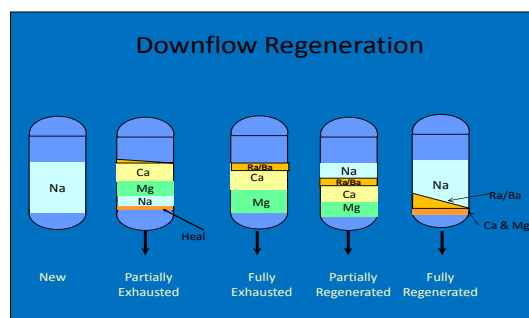 Downflow Regeneration
Na
Ca
Mg
Na
Heal
Ra/Ba
Ca
Mg
Na
Ra/Ba
Ca
Mg
Na
Ra/Ba
Ca & Mg
New
Partially
Exhausted
Fully
Exhausted
Partially
Regenerated
Fully
Regenerated